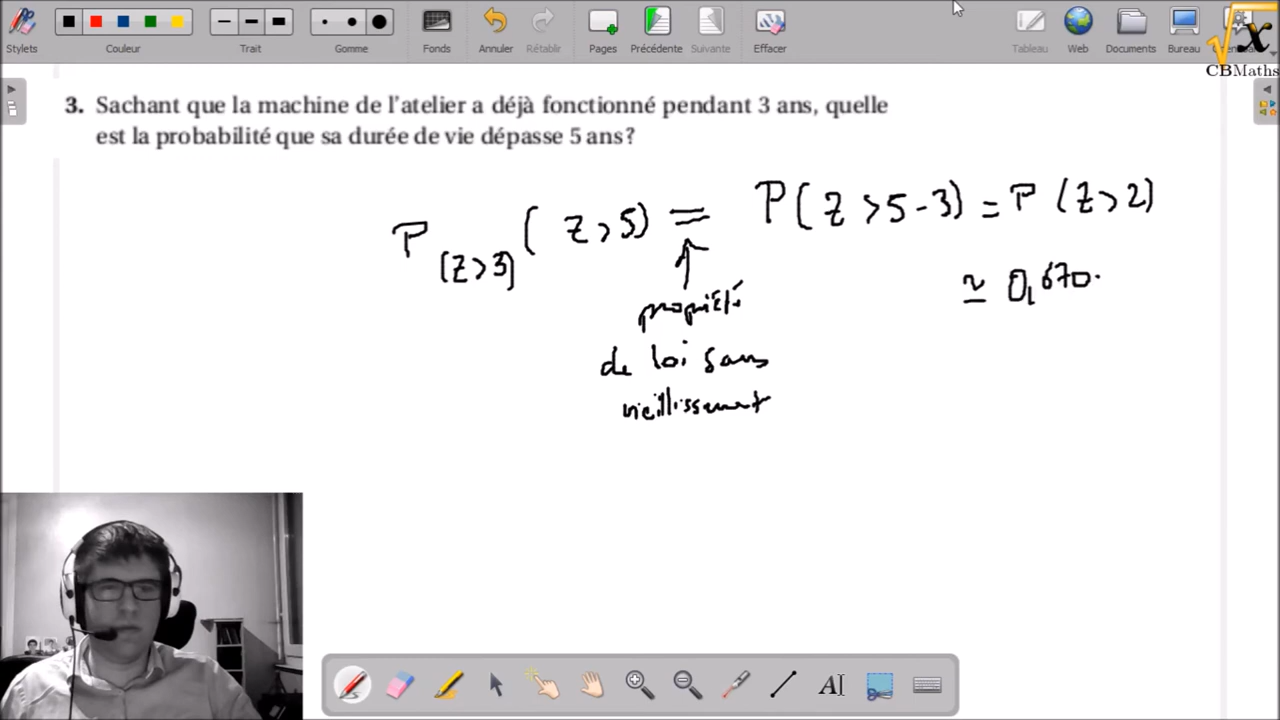 Stylets Couleur Trait Gomme Fonds Annuler Rétablir Pages Précédente Suivante Effacer Tableau Web Documents Bureau
CBMaths
3. Sachant que la machine de l'atelier a déjà fonctionné pendant 3 ans, quelle
est la probabilité que sa durée de vie dépasse 5 ans?
P(Z>3) (Z>5) = P(Z>5-3) = P(Z>2)
≃ 0,670.
propriété
de loi sans
vieillissement